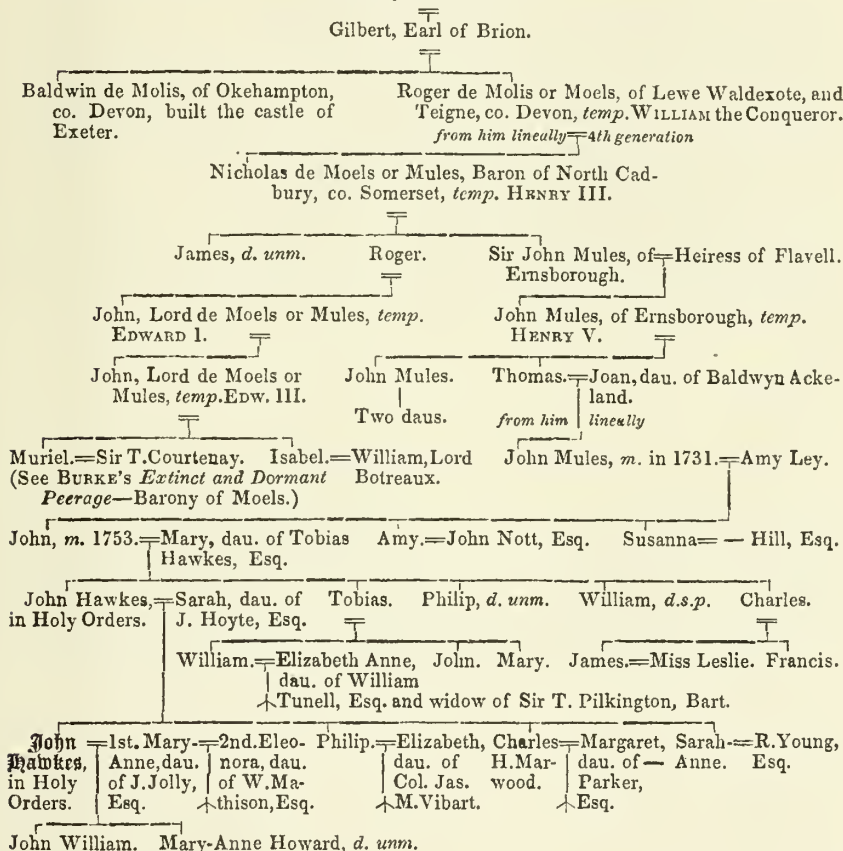 Gilbert, Earl of Brion.
Baldwin de Molis, of Okehampton,
co. Devon, built the castle of
Exeter.
Roger de Molis or Moels, of Lewe Waldexote, and
Teigne, co. Devon, temp. WILLIAM the Conqueror.
from him lineally 4th generation
Nicholas de Moels or Mules, Baron of North Cad-
bury, co. Somerset, temp. HENRY III.
James, d. unm.
Roger.
Sir John Mules, of = Heiress of Flavell.
Ernsborough.
John, Lord de Moels or Mules, temp.
EDWARD I.
John Mules, of Ernsborough, temp.
HENRY V.
John, Lord de Moels or
Mules, temp. EDW. III.
John Mules.
Two daus.
Thomas. = Joan, dau. of Baldwyn Acke-
land.
from him lineally
Muriel. = Sir T. Courtenay. Isabel. = William, Lord
Botreaux.
(See BURKE's Extinct and Dormant
Peerage—Barony of Moels.)
John Mules, m. in 1731. = Amy Ley.
John, m. 1753. = Mary, dau. of Tobias
Hawkes, Esq.
Amy. = John Nott, Esq.
Susanna = — Hill, Esq.
John Hawkes, = Sarah, dau. of
in Holy Orders. J. Hoyte, Esq.
Tobias.
Philip, d. unm.
William, d.s.p.
Charles.
William. = Elizabeth Anne,
dau. of William
Tunell, Esq. and widow of Sir T. Pilkington, Bart.
John.
Mary.
James. = Miss Leslie.
Francis.
John
Hawkes,
in Holy
Orders.
= 1st. Mary-
Anne, dau.
of J. Jolly,
Esq.
= 2nd. Eleo-
nora, dau.
of W. Ma-
thison, Esq.
Philip. = Elizabeth,
dau. of
Col. Jas.
M. Vibart.
Charles = Margaret,
H. Mar- dau. of —
wood. Parker,
Esq.
Sarah- = R. Young,
Anne. Esq.
John William.
Mary-Anne Howard, d. unm.